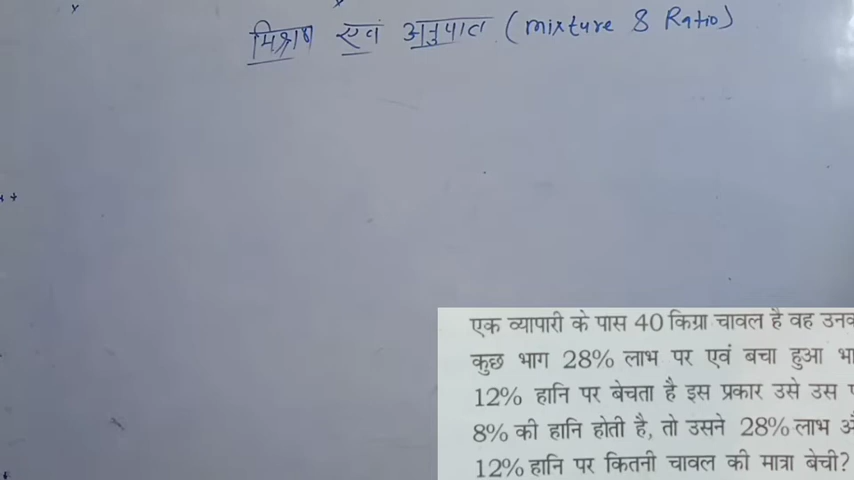 मिश्रण एवं अनुपात (mixture & Ratio)
एक व्यापारी के पास 40 किग्रा चावल है वह
कुछ भाग 28% लाभ पर एवं बचा हुआ
12% हानि पर बेचता है इस प्रकार उसे उस
8% की हानि होती है, तो उसने 28% लाभ
12% हानि पर कितनी चावल की मात्रा बेची?